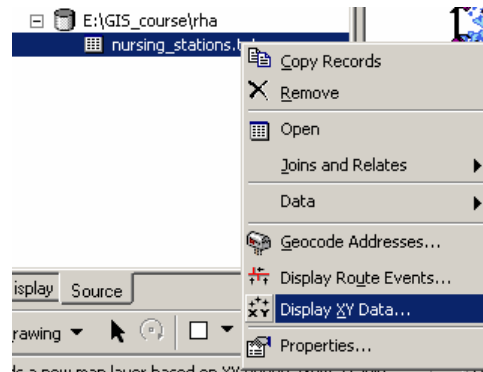 E:\GIS_course\rha
nursing_stations.
Copy Records
Remove
Open
Joins and Relates
Data
Geocode Addresses...
Display Route Events...
Display XY Data...
Properties...
isplay Source
rawing
a new map layer based on XY